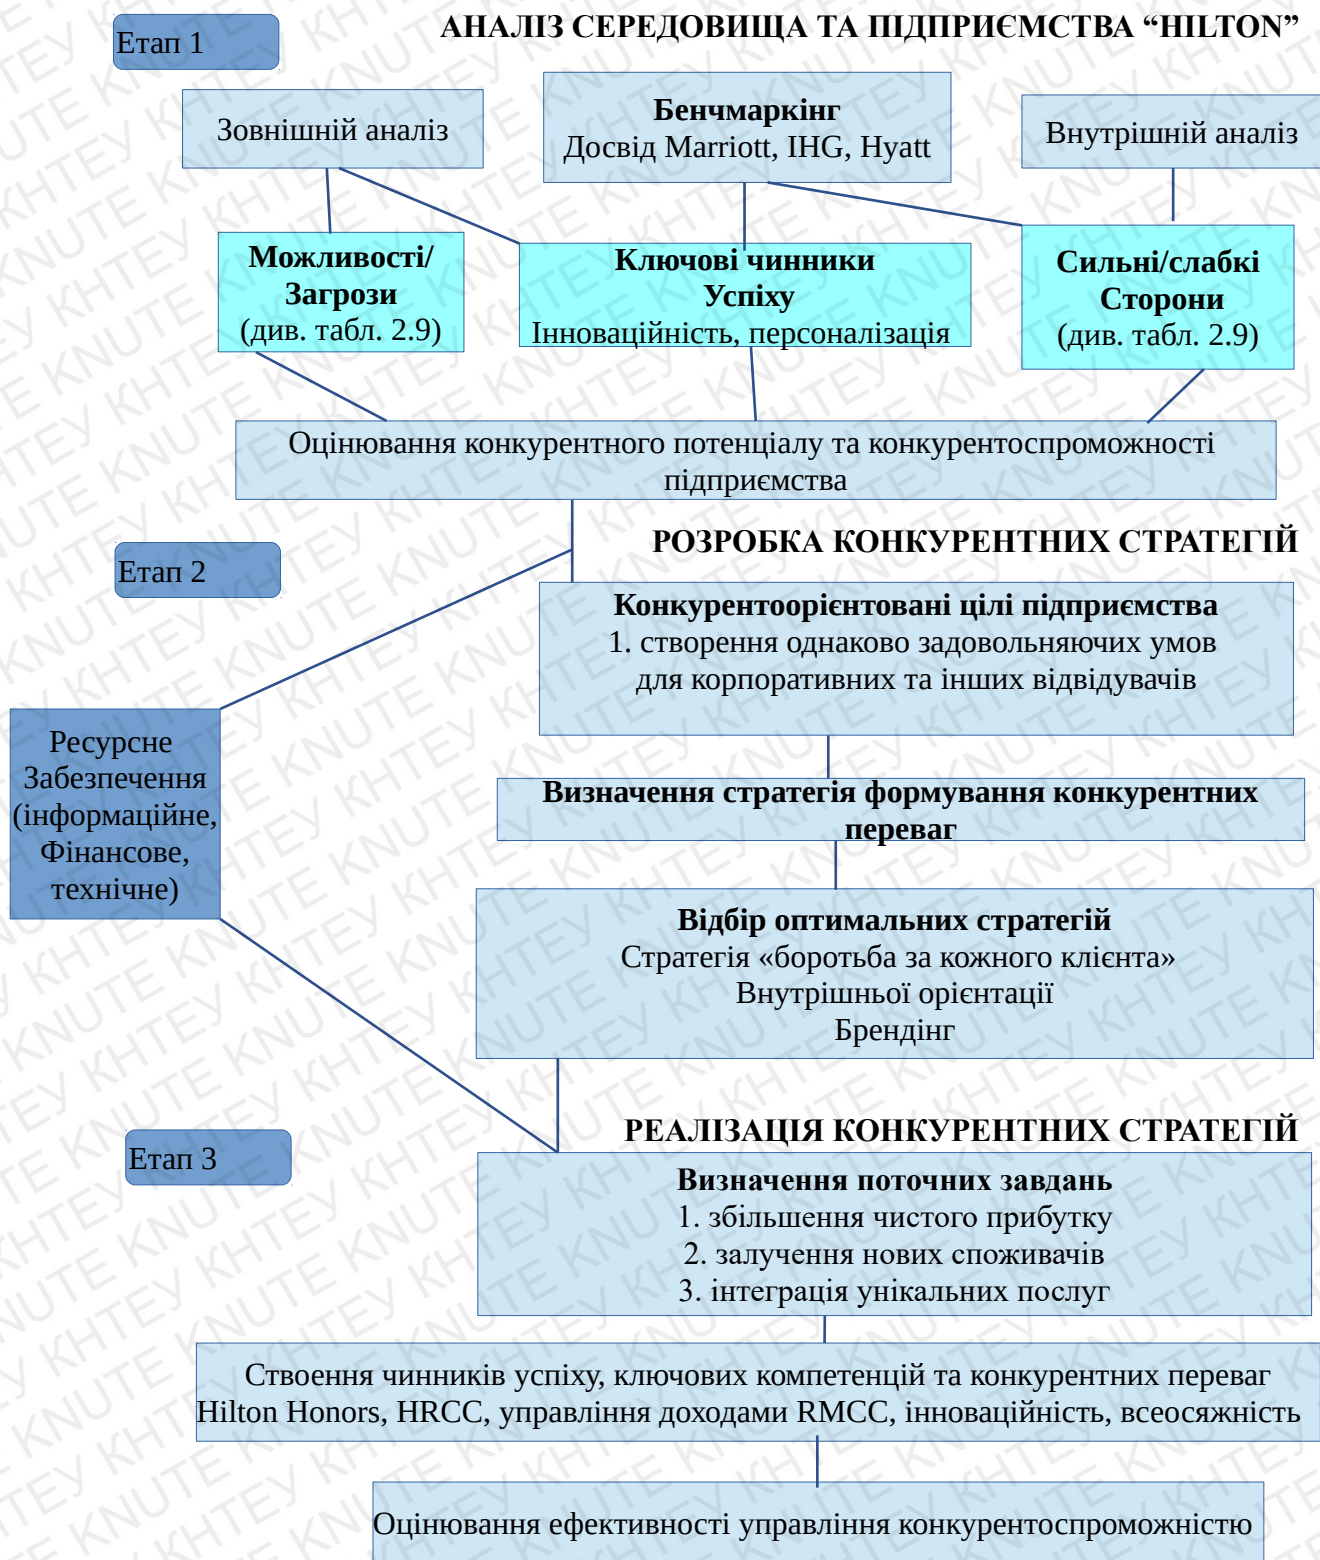 Етап 1
АНАЛІЗ СЕРЕДОВИЩА ТА ПІДПРИЄМСТВА “HILTON”
Зовнішній аналіз
Бенчмаркінг
Досвід Marriott, IHG, Hyatt
Внутрішній аналіз
Можливості/
Загрози
(див. табл. 2.9)
Ключові чинники
Успіху
Інноваційність, персоналізація
Сильні/слабкі
Сторони
(див. табл. 2.9)
Оцінювання конкурентного потенціалу та конкурентоспроможності
підприємства
Етап 2
РОЗРОБКА КОНКУРЕНТНИХ СТРАТЕГІЙ
Конкурентоорієнтовані цілі підприємства
1. створення однаково задовольняючих умов
для корпоративних та інших відвідувачів
Ресурсне
Забезпечення
(інформаційне,
Фінансове,
технічне)
Визначення стратегія формування конкурентних
переваг
Відбір оптимальних стратегій
Стратегія «боротьба за кожного клієнта»
Внутрішньої орієнтації
Брендінг
Етап 3
РЕАЛІЗАЦІЯ КОНКУРЕНТНИХ СТРАТЕГІЙ
Визначення поточних завдань
1. збільшення чистого прибутку
2. залучення нових споживачів
3. інтеграція унікальних послуг
Ствоення чинників успіху, ключових компетенцій та конкурентних переваг
Hilton Honors, HRCC, управління доходами RMCC, інноваційність, всеосяжність
Оцінювання ефективності управління конкурентоспроможністю